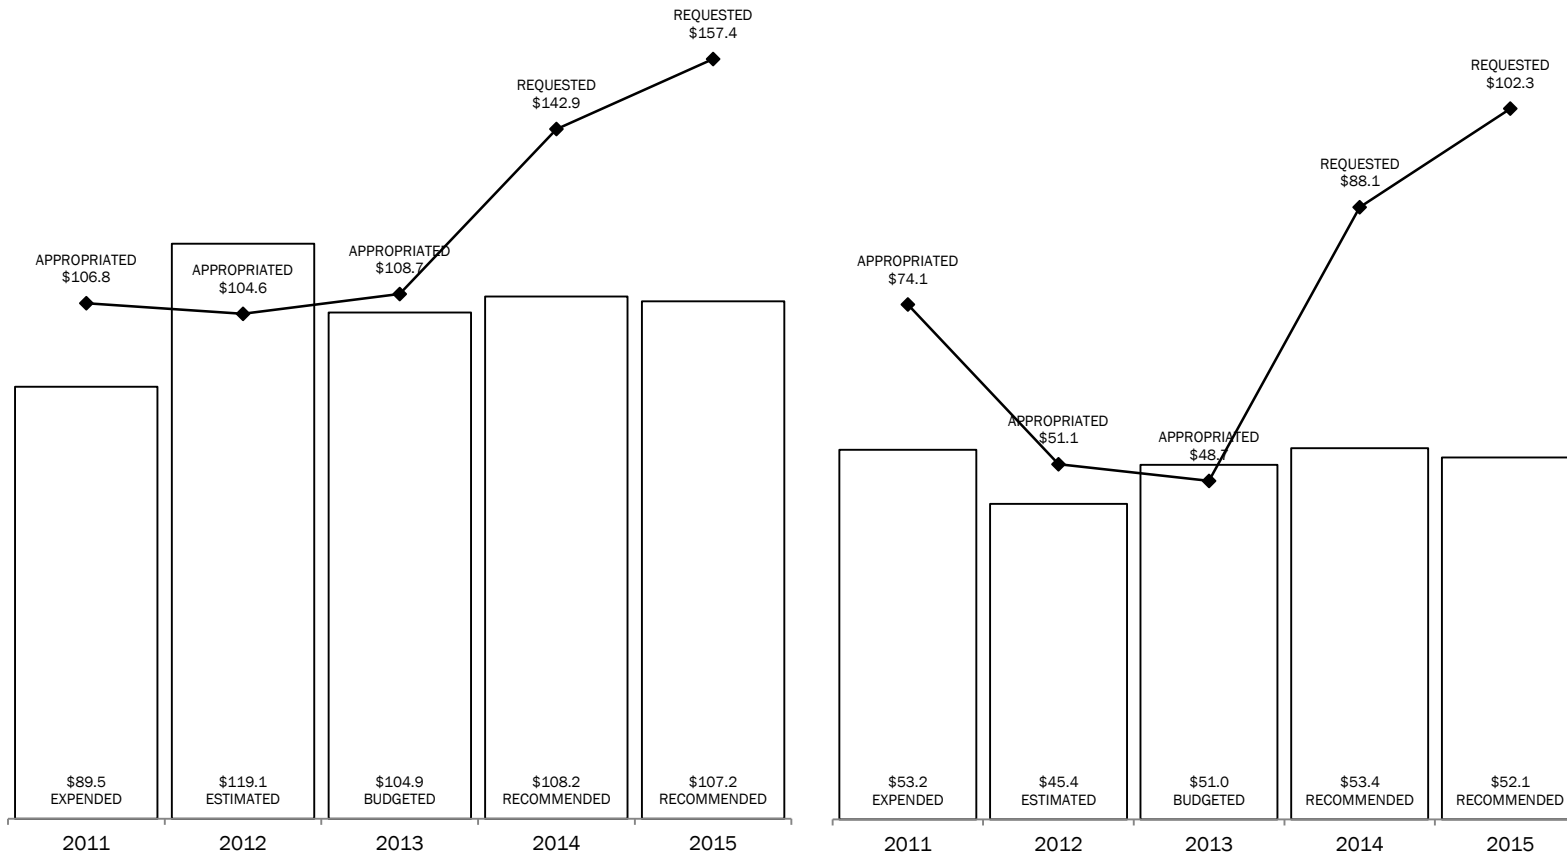 REQUESTED
$157.4
REQUESTED
$142.9
APPROPRIATED
$106.8
APPROPRIATED
$104.6
APPROPRIATED
$108.7
$89.5
EXPENDED
$119.1
ESTIMATED
$104.9
BUDGETED
$108.2
RECOMMENDED
$107.2
RECOMMENDED
2011 2012 2013 2014 2015
REQUESTED
$102.3
REQUESTED
$88.1
APPROPRIATED
$74.1
APPROPRIATED
$51.1
APPROPRIATED
$48.7
$53.2
EXPENDED
$45.4
ESTIMATED
$51.0
BUDGETED
$53.4
RECOMMENDED
$52.1
RECOMMENDED
2011 2012 2013 2014 2015